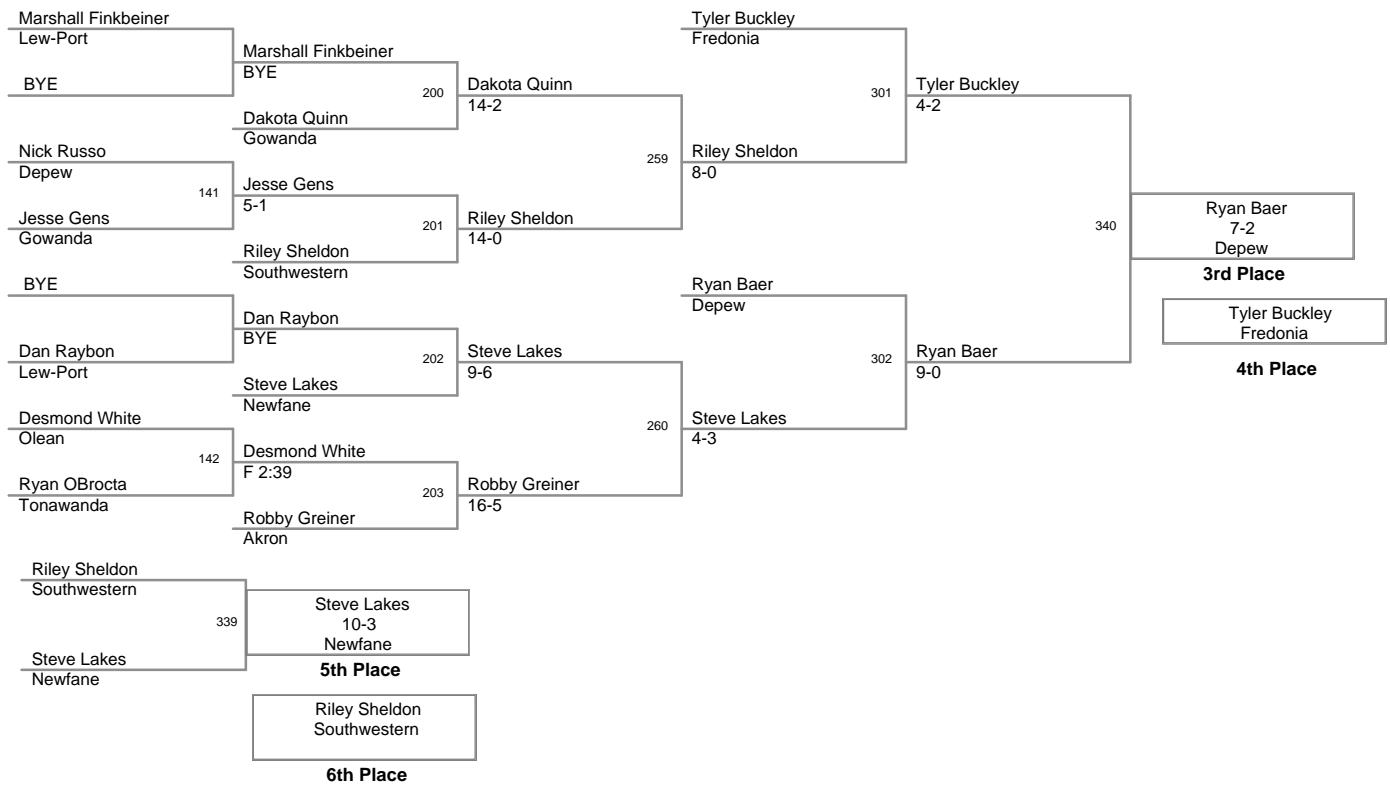 Marshall Finkbeiner
Lew-Port
BYE
Nick Russo
Depew
141
Jesse Gens
Gowanda
BYE
Dan Raybon
Lew-Port
Desmond White
Olean
142
Ryan OBrocta
Tonawanda
Marshall Finkbeiner
BYE
200
Dakota Quinn
Gowanda
Jesse Gens
5-1
201
Riley Sheldon
Southwestern
Dan Raybon
BYE
202
Steve Lakes
Newfane
Desmond White
F 2:39
203
Robby Greiner
Akron
Dakota Quinn
14-2
259
Riley Sheldon
14-0
Steve Lakes
9-6
260
Robby Greiner
16-5
Tyler Buckley
Fredonia
301
Riley Sheldon
8-0
Ryan Baer
Depew
302
Steve Lakes
4-3
Tyler Buckley
4-2
340
Ryan Baer
9-0
Ryan Baer
7-2
Depew
3rd Place
Tyler Buckley
Fredonia
4th Place
Riley Sheldon
Southwestern
339
Steve Lakes
Newfane
Steve Lakes
10-3
Newfane
5th Place
Riley Sheldon
Southwestern
6th Place